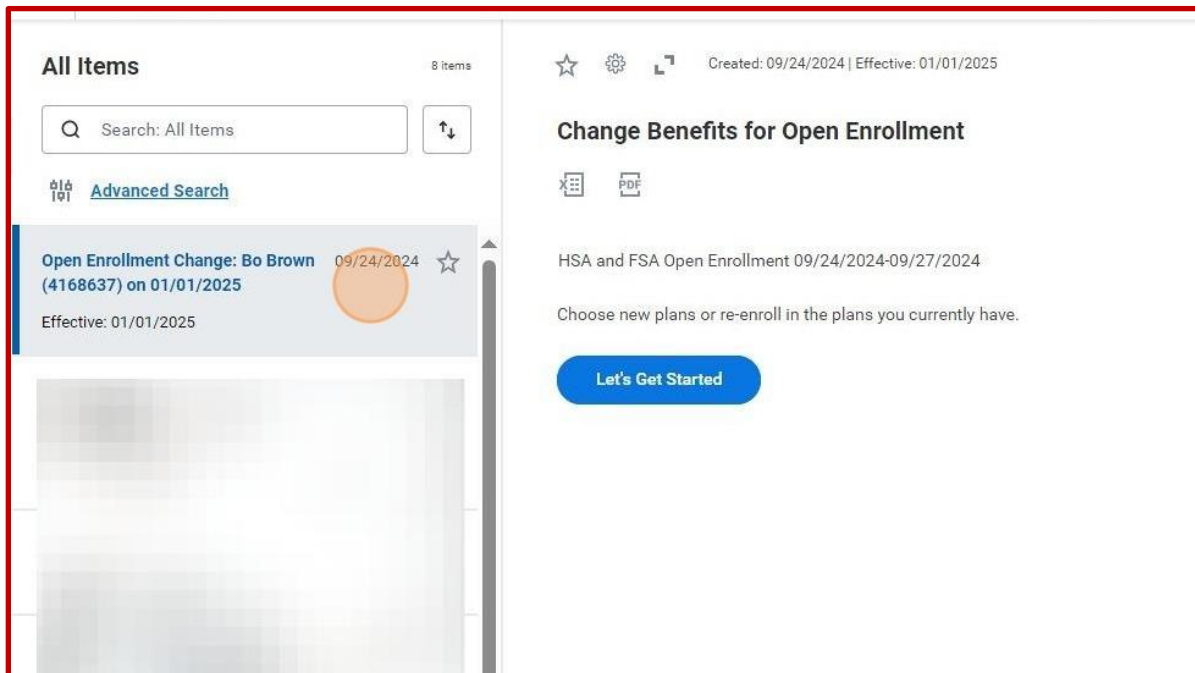 All Items
8 items
Search: All Items
Advanced Search
Open Enrollment Change: Bo Brown
09/24/2024
(4168637) on 01/01/2025
Effective: 01/01/2025
Created: 09/24/2024 | Effective: 01/01/2025
Change Benefits for Open Enrollment
X
PDF
HSA and FSA Open Enrollment 09/24/2024-09/27/2024
Choose new plans or re-enroll in the plans you currently have.
Let's Get Started